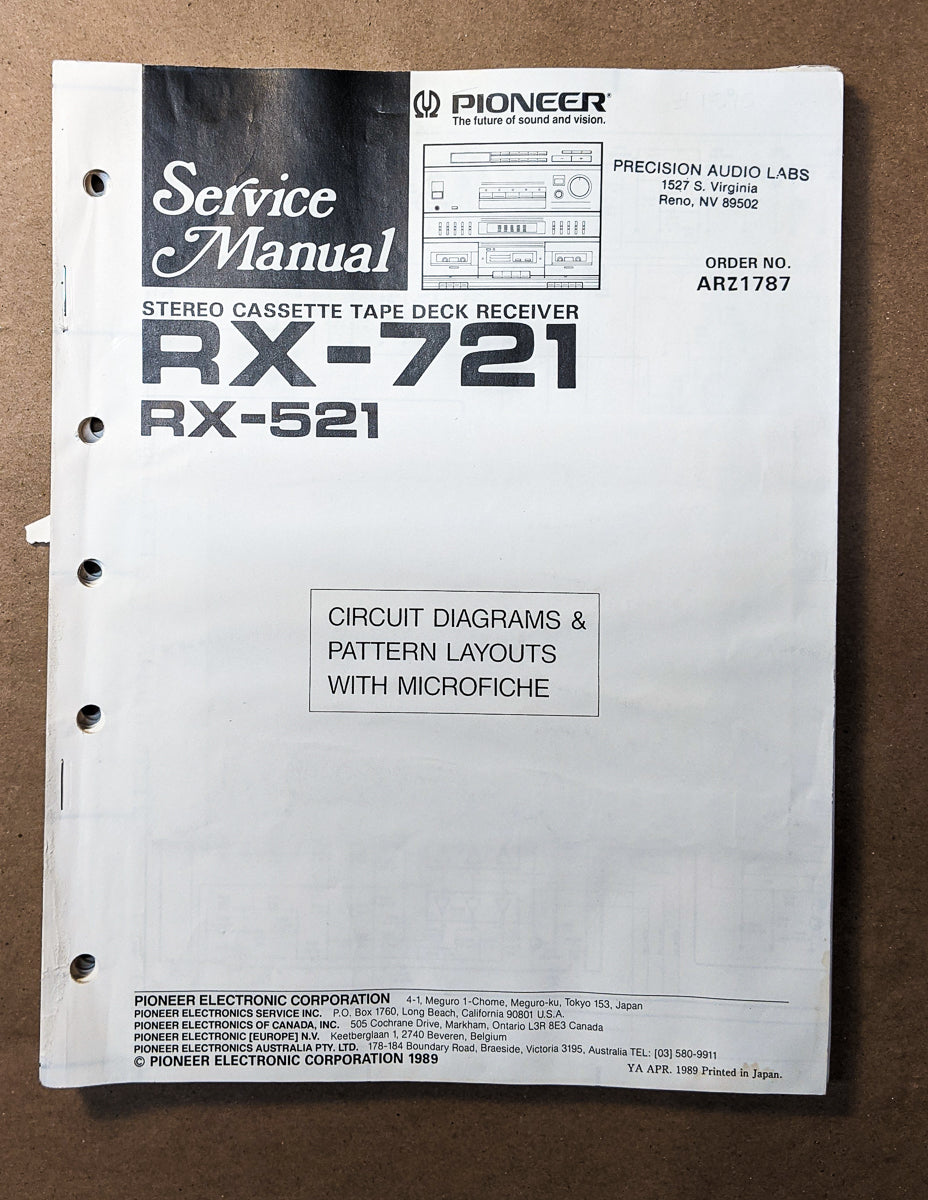 PIONEER®
The future of sound and vision.
Service
Manual
PRECISION AUDIO LABS
1527 S. Virginia
Reno, NV 89502
ORDER NO.
ARZ1787
STEREO CASSETTE TAPE DECK RECEIVER
RX-721
RX-521
CIRCUIT DIAGRAMS &
PATTERN LAYOUTS
WITH MICROFICHE
PIONEER ELECTRONIC CORPORATION 4-1, Meguro 1-Chome, Meguro-ku, Tokyo 153, Japan
PIONEER ELECTRONICS SERVICE INC. P.O. Box 1760, Long Beach, California 90801 U.S.A.
PIONEER ELECTRONICS OF CANADA, INC. 505 Cochrane Drive, Markham, Ontario L3R 8E3 Canada
PIONEER ELECTRONIC [EUROPE] N.V. Keetberglaan 1, 2740 Beveren, Belgium
PIONEER ELECTRONICS AUSTRALIA PTY. LTD. 178-184 Boundary Road, Braeside, Victoria 3195, Australia TEL: [03] 580-9911
© PIONEER ELECTRONIC CORPORATION 1989
YA APR. 1989 Printed in Japan.